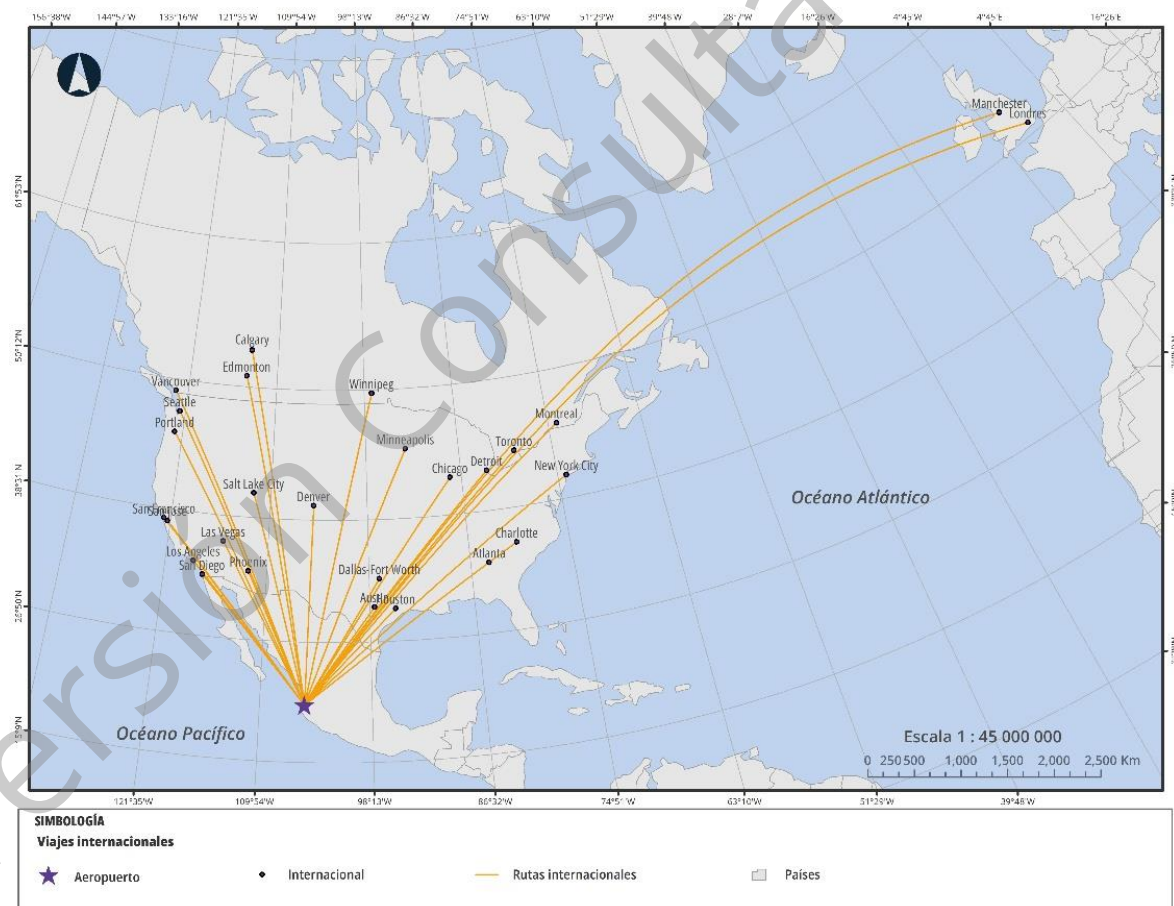 156°38'W 144°57'W 133°16'W 121°35'W 109°54'W 98°13'W 86°32'W 74°51'W 63°10'W 51°29'W 39°48'W 28°7'W 16°26'W 4°45'W 4°45'E 16°26'E
Manchester
Londres
61°53'N
50°12'N
Calgary
Edmonton
Vancouver
Winnipeg
Seattle
Portland
Montreal
Minneapolis
Toronto
Detroit
Chicago
New York City
38°31'N
Salt Lake City
Denver
Océano Atlántico
San Francisco
Las Vegas
Charlotte
Los Angeles
Atlanta
San Diego
Phoenix
Dallas-Fort Worth
Houston
26°50'N
Océano Pacífico
Escala 1 : 45 000 000
0 250 500 1,000 1,500 2,000 2,500 Km
121°35'W 109°54'W 98°13'W 86°32'W 74°51'W 63°10'W 51°29'W 39°48'W
ersión Consulta
SIMBOLOGÍA
Viajes internacionales
Aeropuerto
Internacional
Rutas internacionales
Países